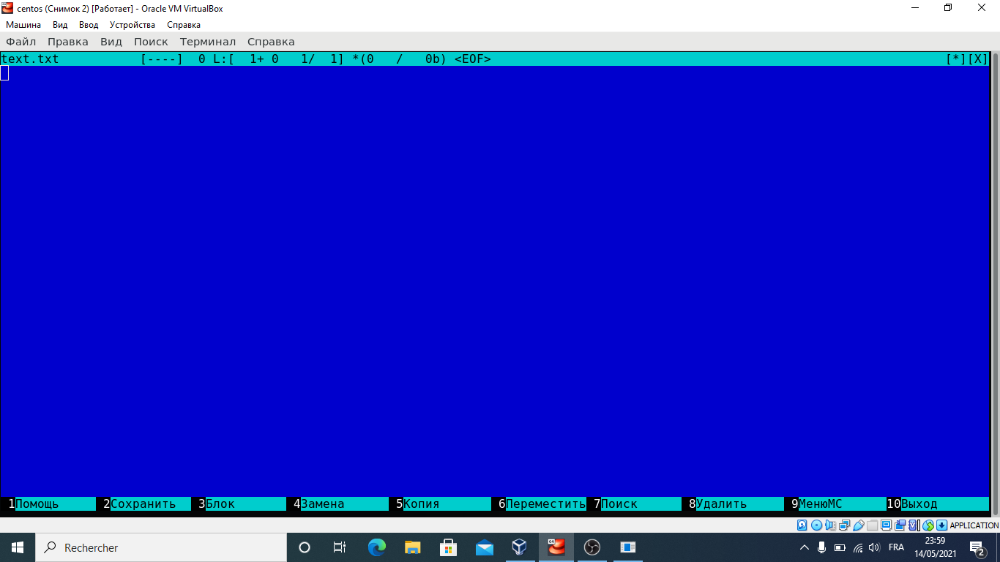 centos (Снимок 2) [Работает] - Oracle VM VirtualBox
Машина Вид Ввод Устройства Справка
Файл Правка Вид Поиск Терминал Справка
text.txt [----] 0 L:[ 1+ 0 1/ 1] *(0 / 0b) <EOF> [*][X]
1Помощь 2Сохранить 3Блок 4Замена 5Копия 6Переместить 7Поиск 8Удалить 9МенюMC 10Выход
APPLICATION
Rechercher
FRA
23:59
14/05/2021
2